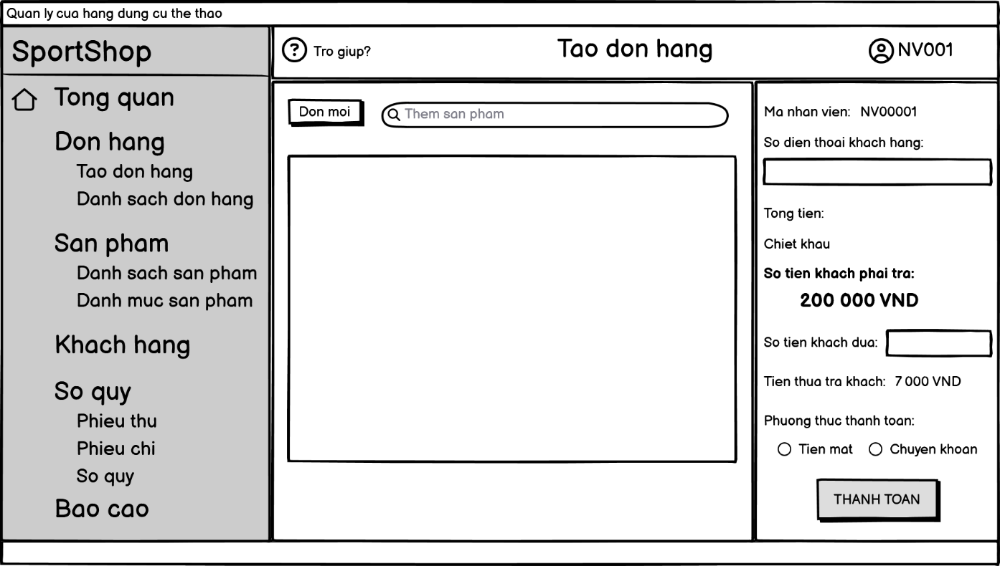 Quan ly cua hang dung cu the thao
SportShop
Tong quan
Don hang
Tao don hang
Danh sach don hang
San pham
Danh sach san pham
Danh muc san pham
Khach hang
So quy
Phieu thu
Phieu chi
So quy
Bao cao
? Tro giup?
Tao don hang
NV001
Don moi
Them san pham
Ma nhan vien: NV00001
So dien thoai khach hang:
Tong tien:
Chiet khau
So tien khach phai tra:
200 000 VND
So tien khach dua:
Tien thua tra khach: 7 000 VND
Phuong thuc thanh toan:
Tien mat Chuyen khoan
THANH TOAN